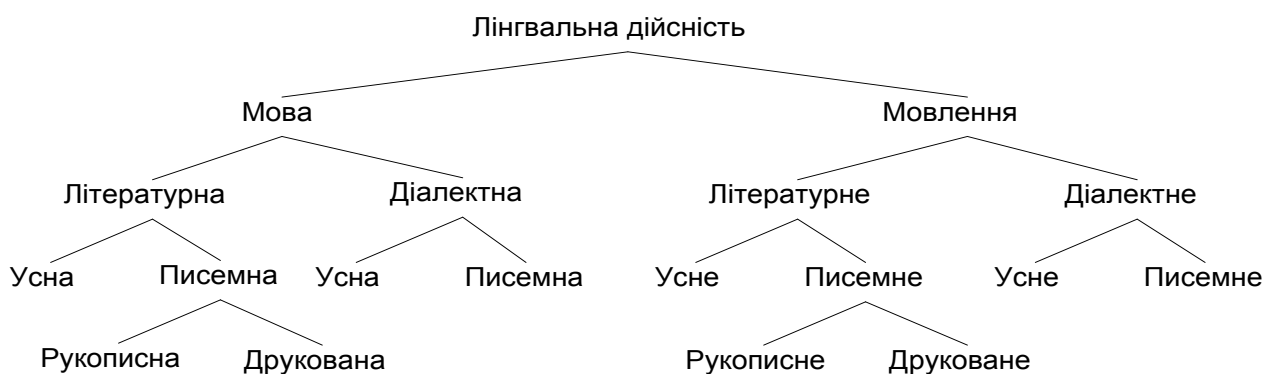 Лінгвальна дійсність
Мова Мовлення
Літературна Діалектна Літературне Діалектне
Усна Писемна Усна Писемна Усне Писемне Усне Писемне
Рукописна Друкована Рукописне Друковане